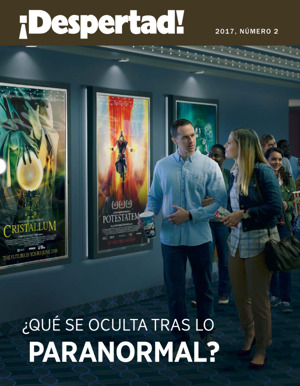 ¡Despertad!
2017, NÚMERO 2
CRISTALLUM
POTESTATEM
¿QUÉ SE OCULTA TRAS LO
PARANORMAL?